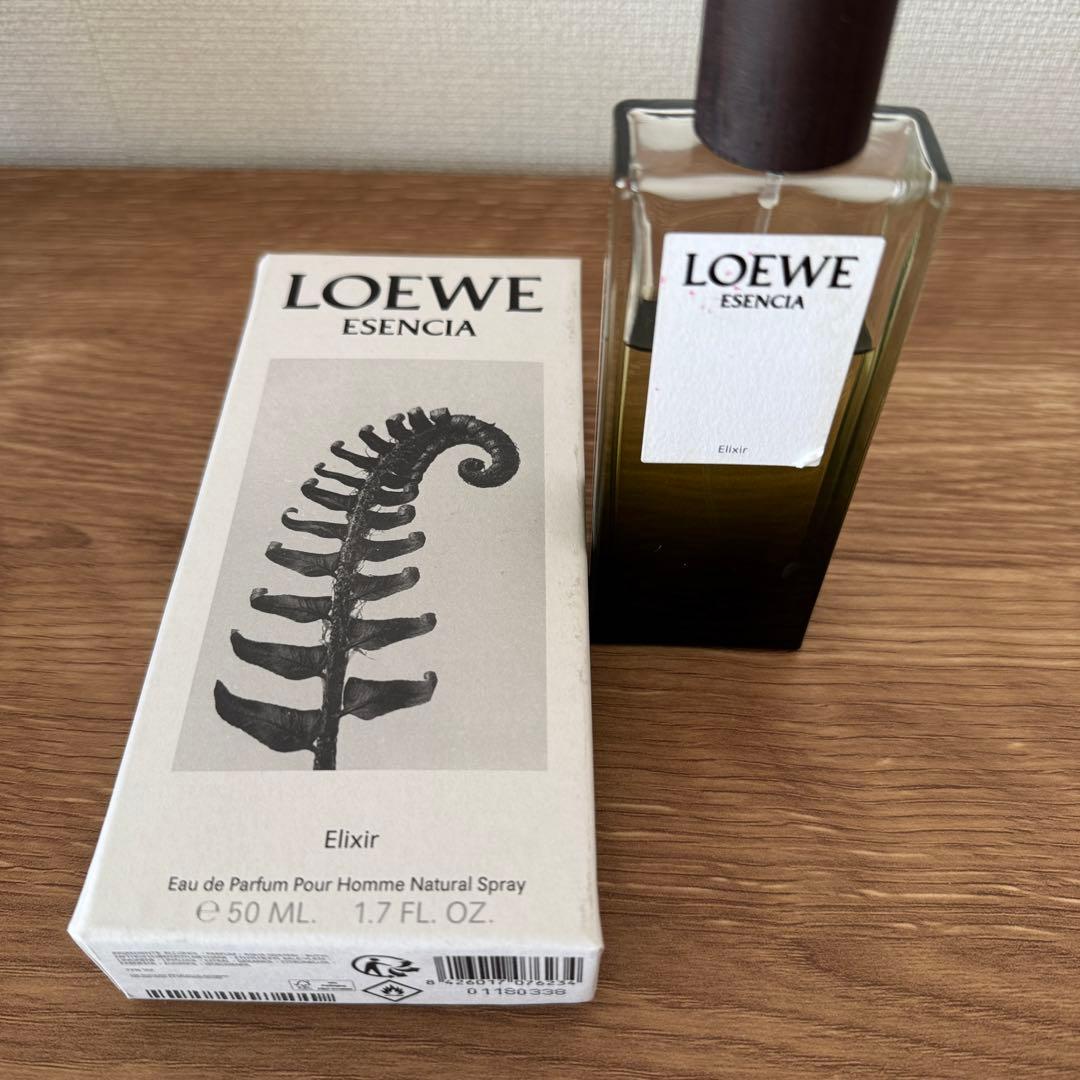 LOEWE
ESENCIA
Elixir
Eau de Parfum Pour Homme Natural Spray
℮ 50 ML. 1.7 FL. OZ.
8 426017 076234
01180338
LOEWE
ESENCIA
Elixir